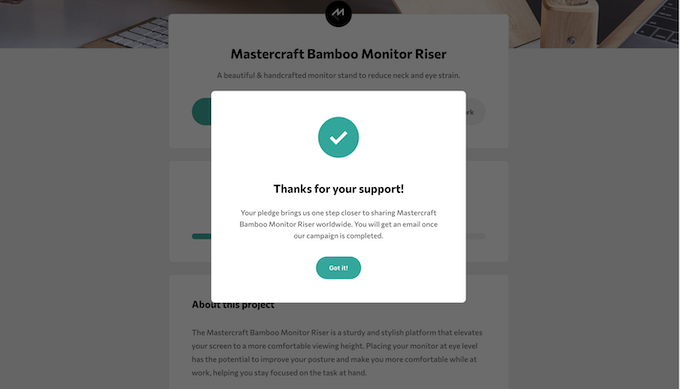 Mastercraft Bamboo Monitor Riser
A beautiful & handcrafted monitor stand to reduce neck and eye strain.
Thanks for your support!
Your pledge brings us one step closer to sharing Mastercraft
Bamboo Monitor Riser worldwide. You will get an email once
our campaign is completed.
Got it!
About this project
The Mastercraft Bamboo Monitor Riser is a sturdy and stylish platform that elevates
your screen to a more comfortable viewing height. Placing your monitor at eye level
has the potential to improve your posture and make you more comfortable while at
work, helping you stay focused on the task at hand.